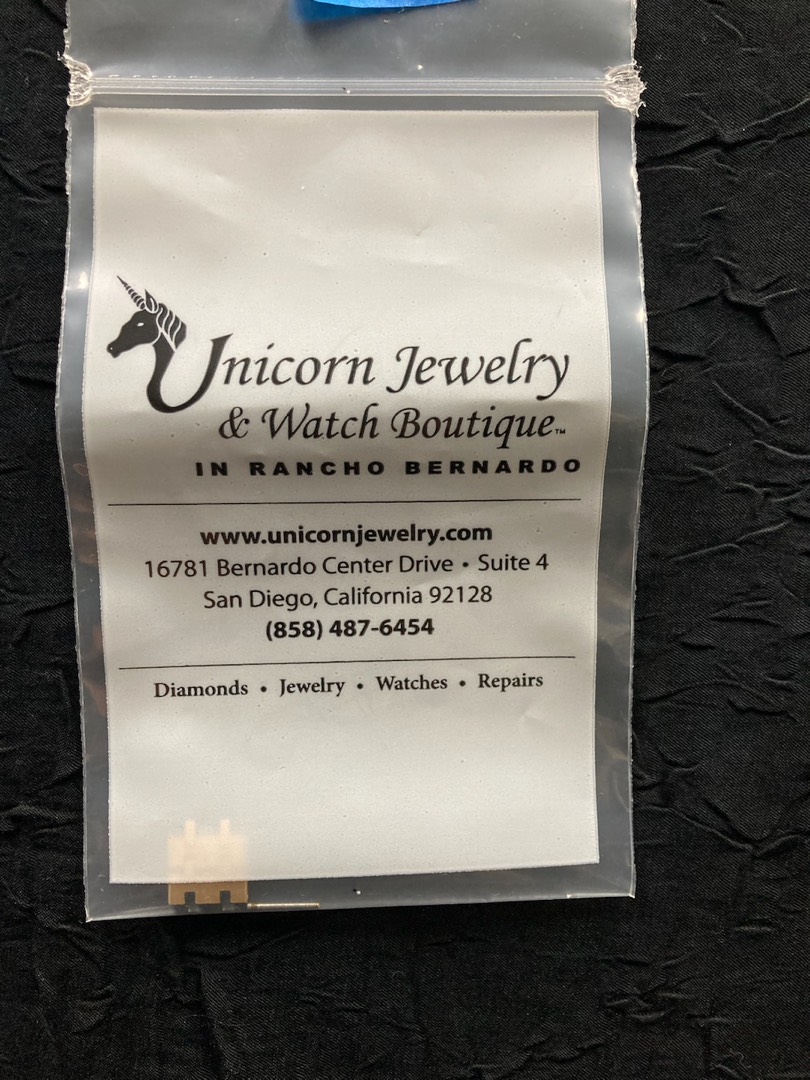 Unicorn Jewelry
& Watch Boutique™
IN RANCHO BERNARDO
www.unicornjewelry.com
16781 Bernardo Center Drive • Suite 4
San Diego, California 92128
(858) 487-6454
Diamonds • Jewelry • Watches • Repairs